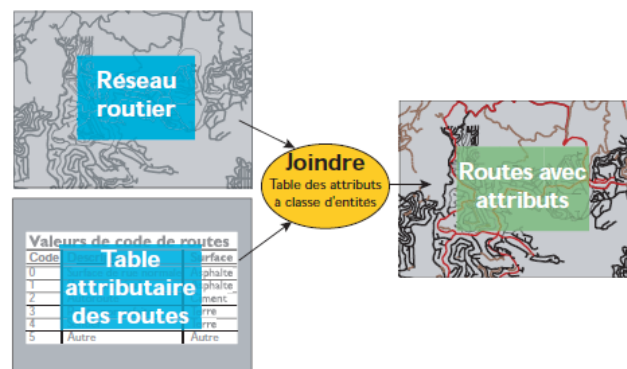 Réseau
routier
Joindre
Table des attributs
à classe d'entités
Routes avec
attributs
Valeurs de code de routes
Code Surface
0 Asphalte
1
2
3
4
5 Autre Autre
Table
attributaire
des routes